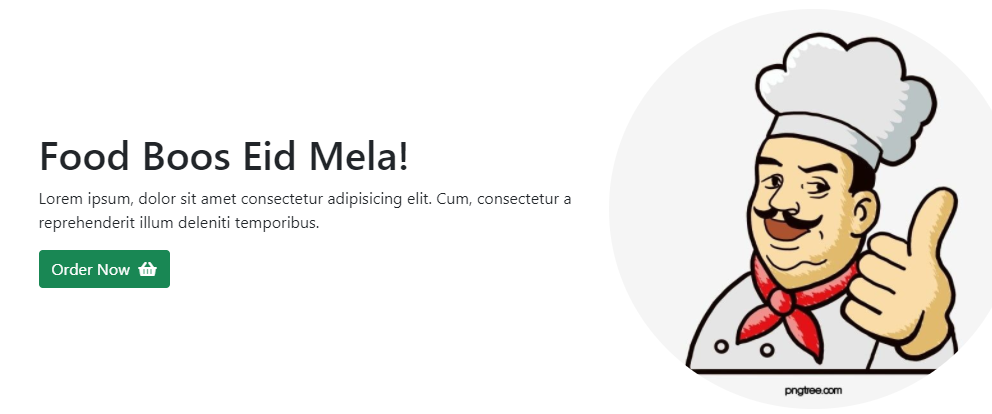 Food Boos Eid Mela!
Lorem ipsum, dolor sit amet consectetur adipisicing elit. Cum, consectetur a
reprehenderit illum deleniti temporibus.
Order Now
pngtree.com